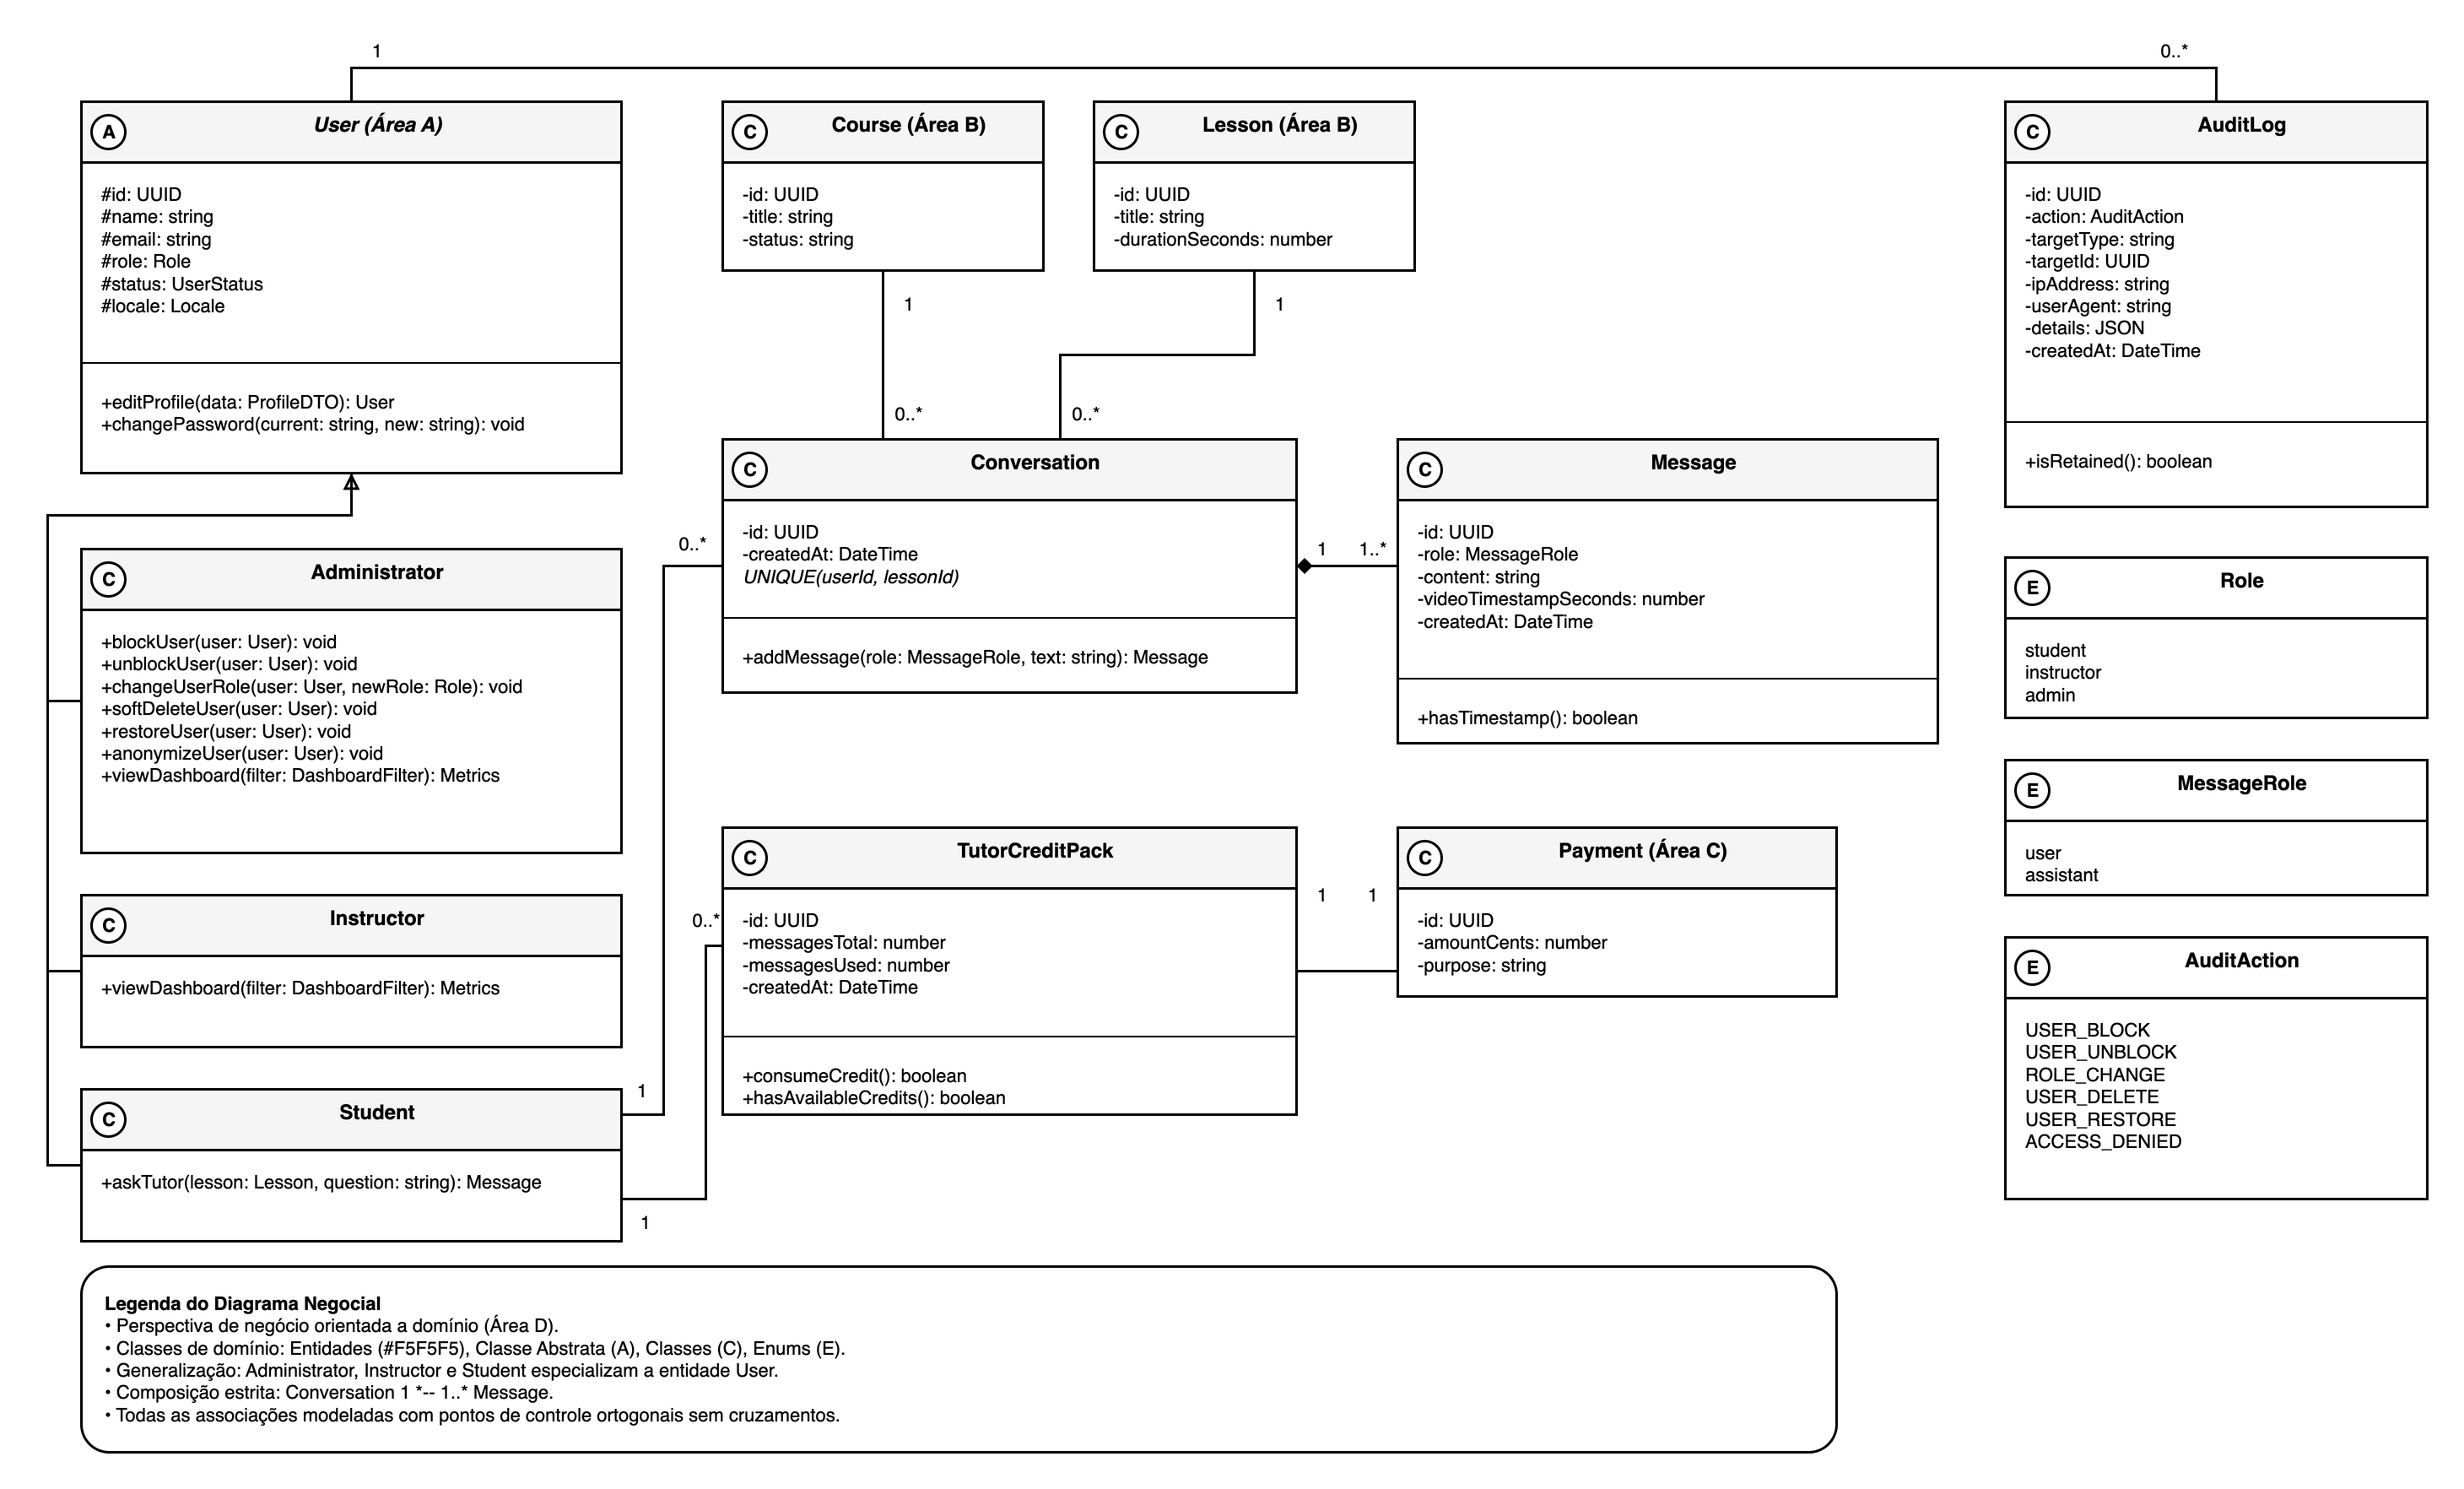 1
0..*
A
User (Área A)
#id: UUID
#name: string
#email: string
#role: Role
#status: UserStatus
#locale: Locale
+editProfile(data: ProfileDTO): User
+changePassword(current: string, new: string): void
C
Course (Área B)
-id: UUID
-title: string
-status: string
1
0..*
C
Lesson (Área B)
-id: UUID
-title: string
-durationSeconds: number
1
0..*
C
AuditLog
-id: UUID
-action: AuditAction
-targetType: string
-targetId: UUID
-ipAddress: string
-userAgent: string
-details: JSON
-createdAt: DateTime
+isRetained(): boolean
C
Administrator
+blockUser(user: User): void
+unblockUser(user: User): void
+changeUserRole(user: User, newRole: Role): void
+softDeleteUser(user: User): void
+restoreUser(user: User): void
+anonymizeUser(user: User): void
+viewDashboard(filter: DashboardFilter): Metrics
0..*
C
Conversation
-id: UUID
-createdAt: DateTime
UNIQUE(userId, lessonId)
+addMessage(role: MessageRole, text: string): Message
1
1..*
C
Message
-id: UUID
-role: MessageRole
-content: string
-videoTimestampSeconds: number
-createdAt: DateTime
+hasTimestamp(): boolean
E
Role
student
instructor
admin
E
MessageRole
user
assistant
C
Instructor
+viewDashboard(filter: DashboardFilter): Metrics
0..*
C
TutorCreditPack
-id: UUID
-messagesTotal: number
-messagesUsed: number
-createdAt: DateTime
+consumeCredit(): boolean
+hasAvailableCredits(): boolean
1
1
C
Payment (Área C)
-id: UUID
-amountCents: number
-purpose: string
E
AuditAction
USER_BLOCK
USER_UNBLOCK
ROLE_CHANGE
USER_DELETE
USER_RESTORE
ACCESS_DENIED
C
Student
+askTutor(lesson: Lesson, question: string): Message
1
1
Legenda do Diagrama Negocial
• Perspectiva de negócio orientada a domínio (Área D).
• Classes de domínio: Entidades (#F5F5F5), Classe Abstrata (A), Classes (C), Enums (E).
• Generalização: Administrator, Instructor e Student especializam a entidade User.
• Composição estrita: Conversation 1 *-- 1..* Message.
• Todas as associações modeladas com pontos de controle ortogonais sem cruzamentos.